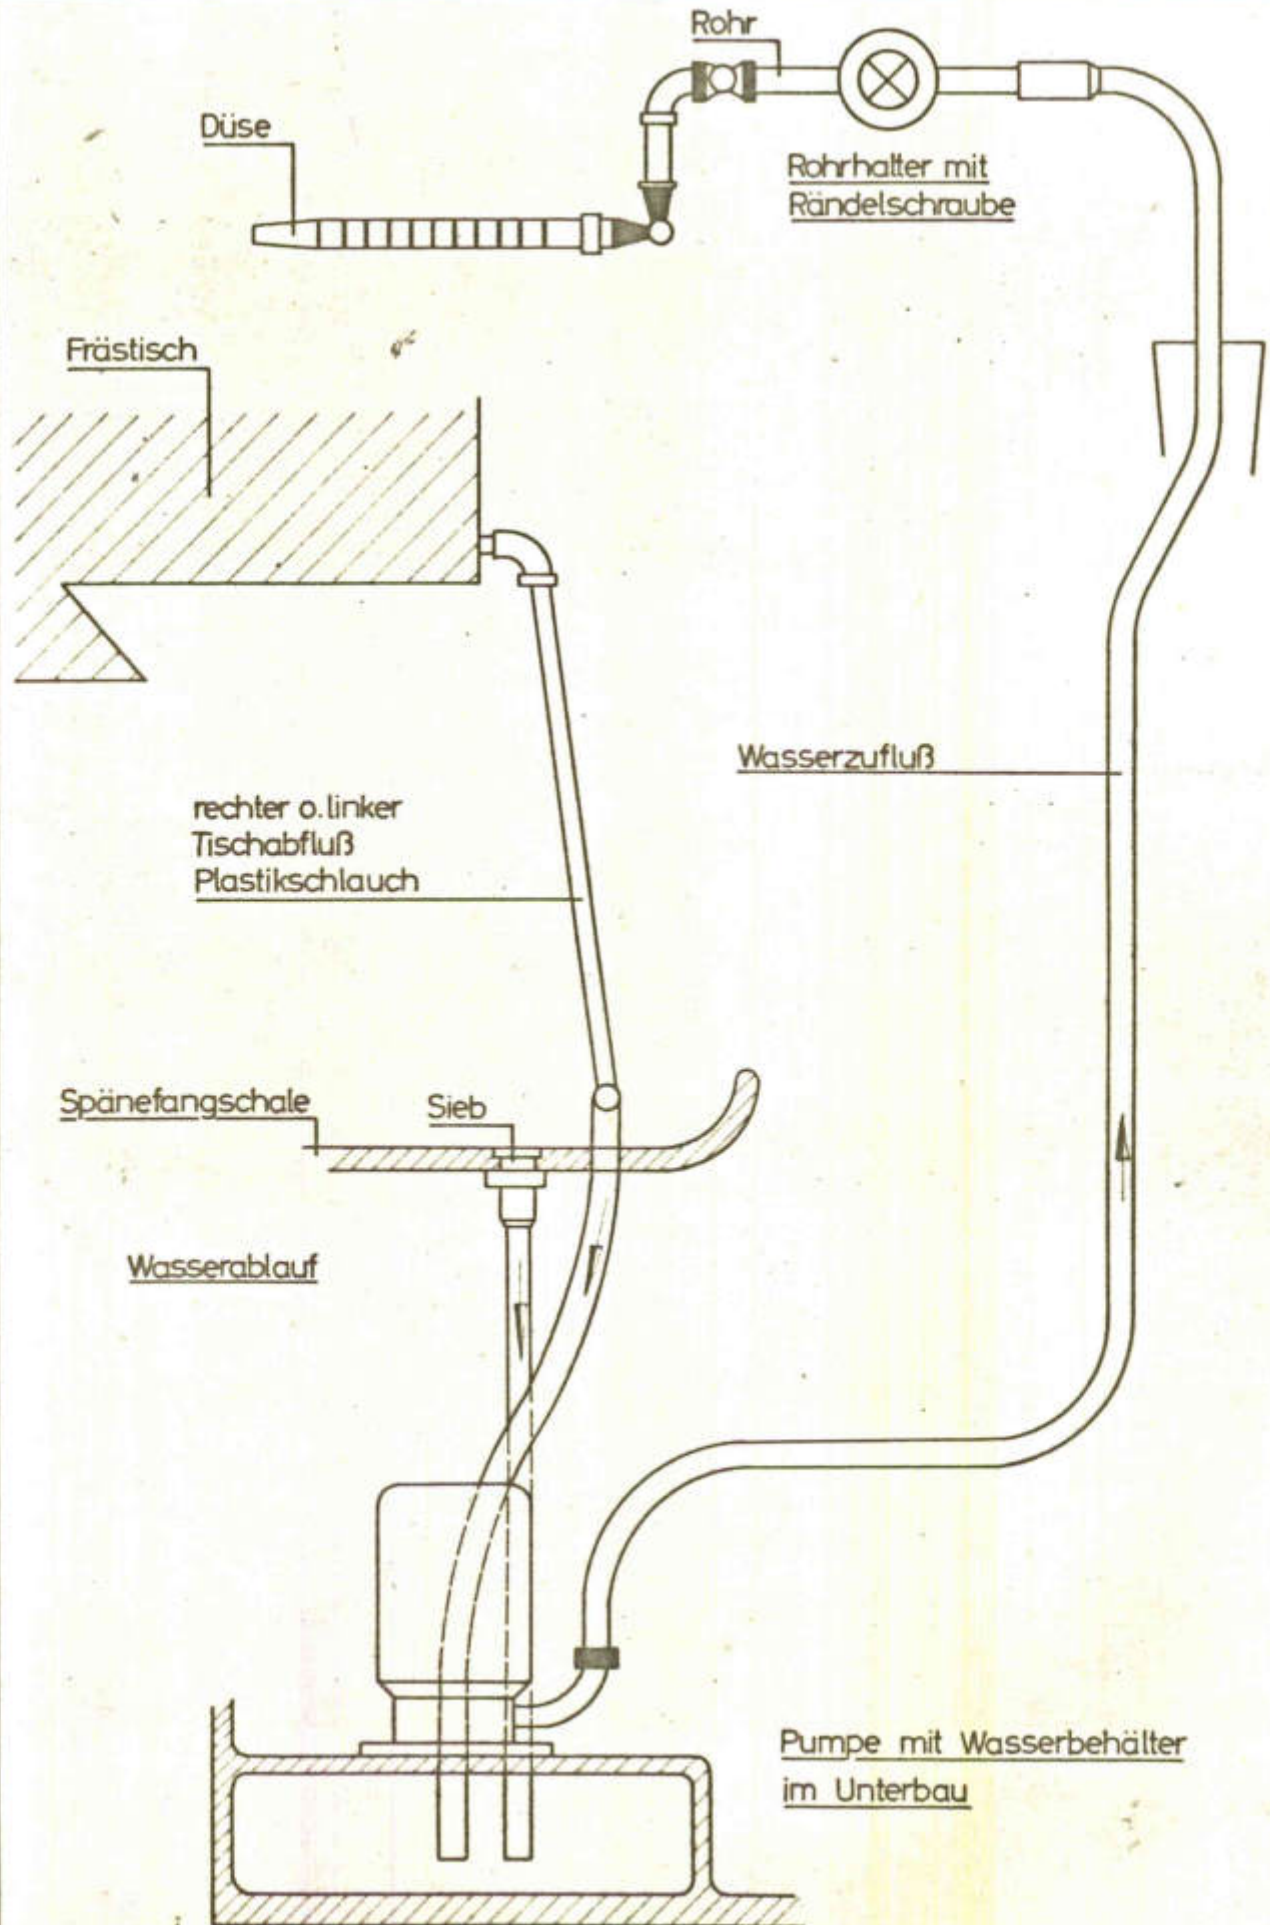 Rohr
Düse
Rohrhalter mit
Rändelschraube
Frästisch
Wasserzufluß
rechter o. linker
Tischabfluß
Plastikschlauch
Spänefangschale
Sieb
Wasserablauf
Pumpe mit Wasserbehälter
im Unterbau